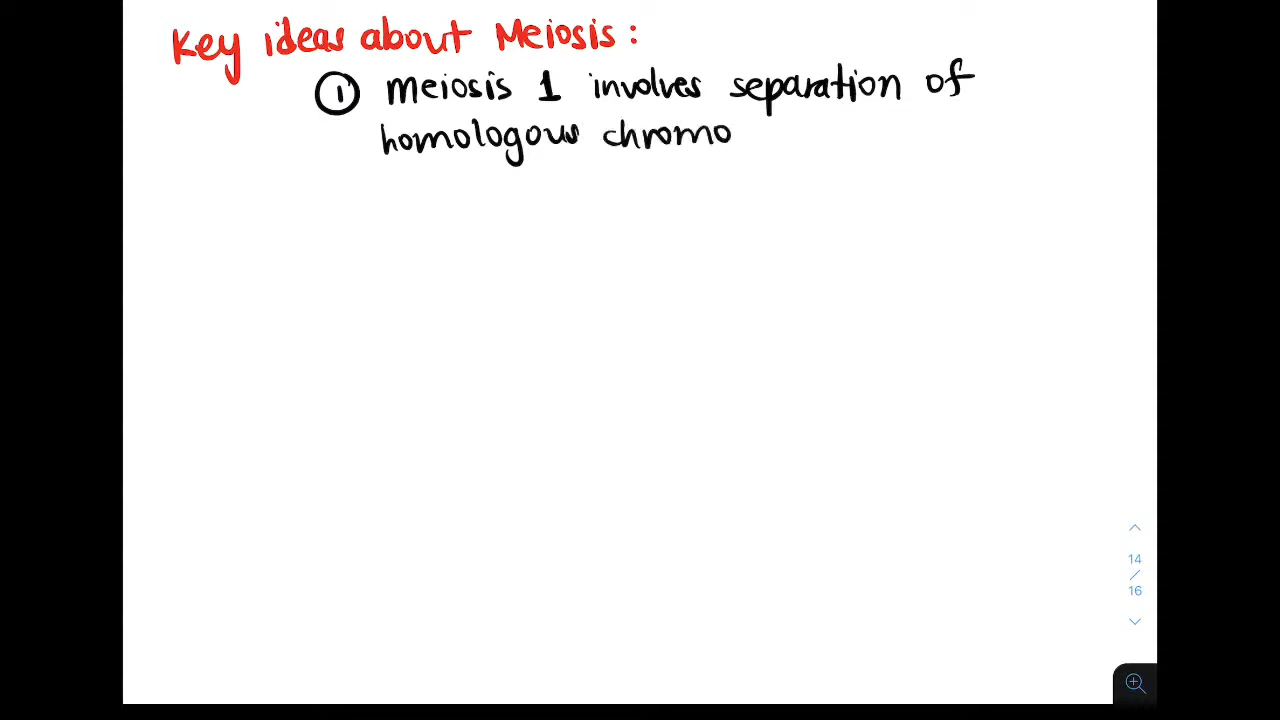 Key ideas about Meiosis:
① Meiosis 1 involves separation of
homologous chromo
14
/
16